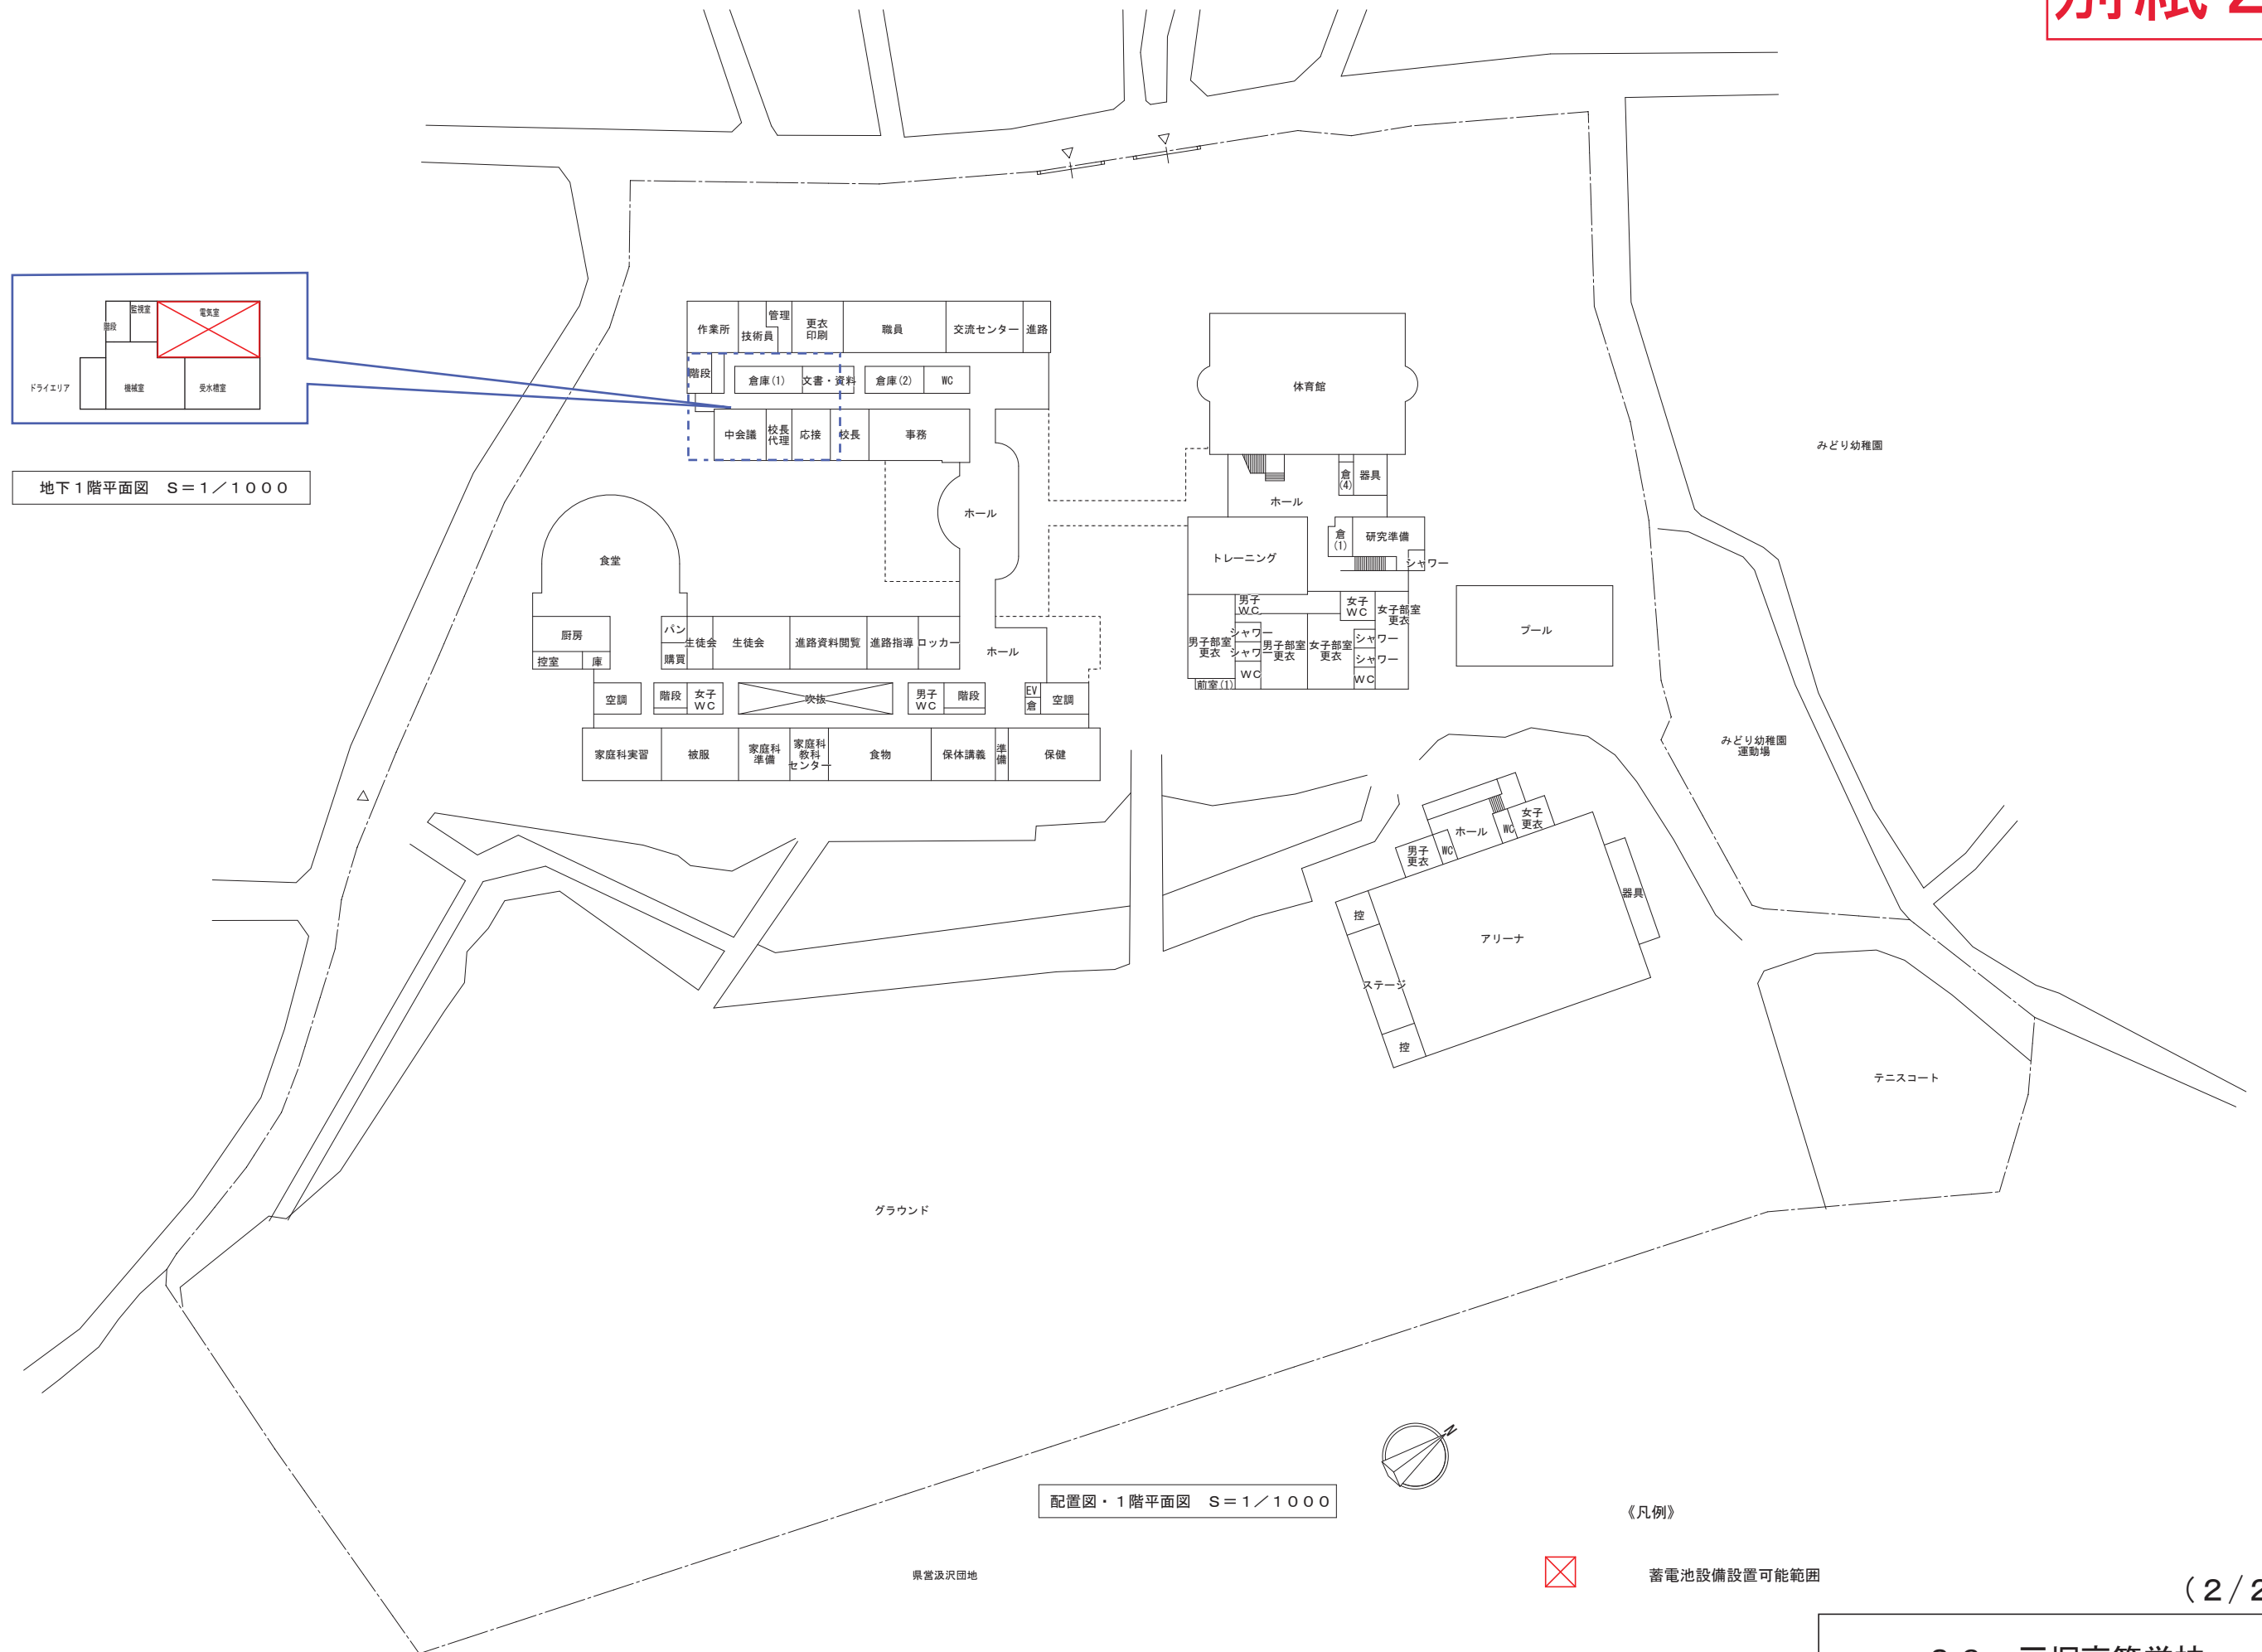 監視室
電気室
階段
ドライエリア
機械室
受水槽室
地下1階平面図 S=1/1000
作業所
技術員
管理
更衣
印刷
職員
交流センター
進路
階段
倉庫(1)
文書・資料
倉庫(2)
WC
中会議
校長
代理
応接
校長
事務
ホール
食堂
厨房
控室
庫
パン
購買
生徒会
生徒会
進路資料閲覧
進路指導
ロッカー
ホール
空調
階段
女子
WC
吹抜
男子
WC
階段
EV
倉
空調
家庭科実習
被服
家庭科
準備
家庭科
教科
センター
食物
保体講義
準
備
保健
体育館
倉
(4)
器具
ホール
トレーニング
倉
(1)
研究準備
シャワー
男子
WC
女子
WC
女子部室
更衣
男子部室
更衣
シャワー
シャワー
WC
男子部室
更衣
女子部室
更衣
シャワー
シャワー
WC
前室(1)
プール
みどり幼稚園
みどり幼稚園
運動場
女子
更衣
WC
ホール
男子
更衣
WC
器具
控
アリーナ
ステージ
控
テニスコート
グラウンド
N
配置図・1階平面図 S=1/1000
県営汲沢団地
《凡例》
蓄電池設備設置可能範囲
(2/2